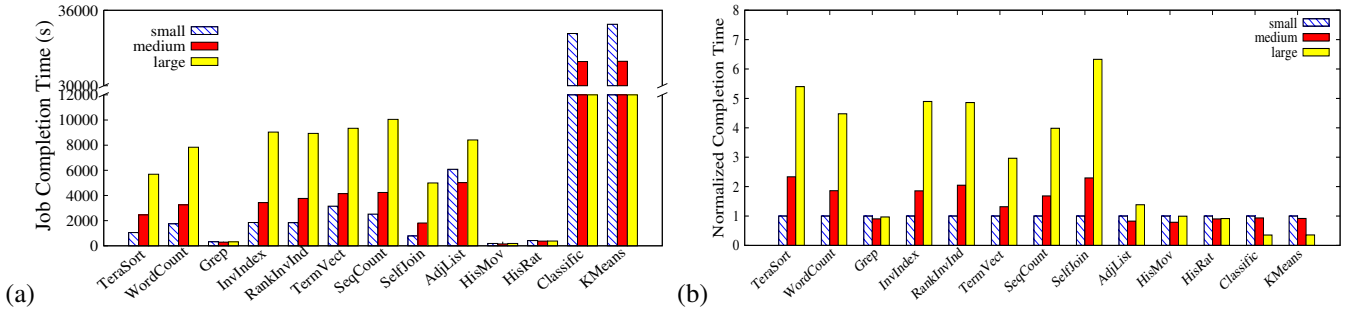 36000
30000
12000
10000
8000
6000
4000
2000
0
Job Completion Time (s)
small
medium
large
TeraSort
WordCount
Grep
InvIndex
RankInvInd
TermVect
SeqCount
SelfJoin
AdjList
HisMov
HisRat
Classific
KMeans
(a)
8
7
6
5
4
3
2
1
0
Normalized Completion Time
small
medium
large
TeraSort
WordCount
Grep
InvIndex
RankInvInd
TermVect
SeqCount
SelfJoin
AdjList
HisMov
HisRat
Classific
KMeans
(b)